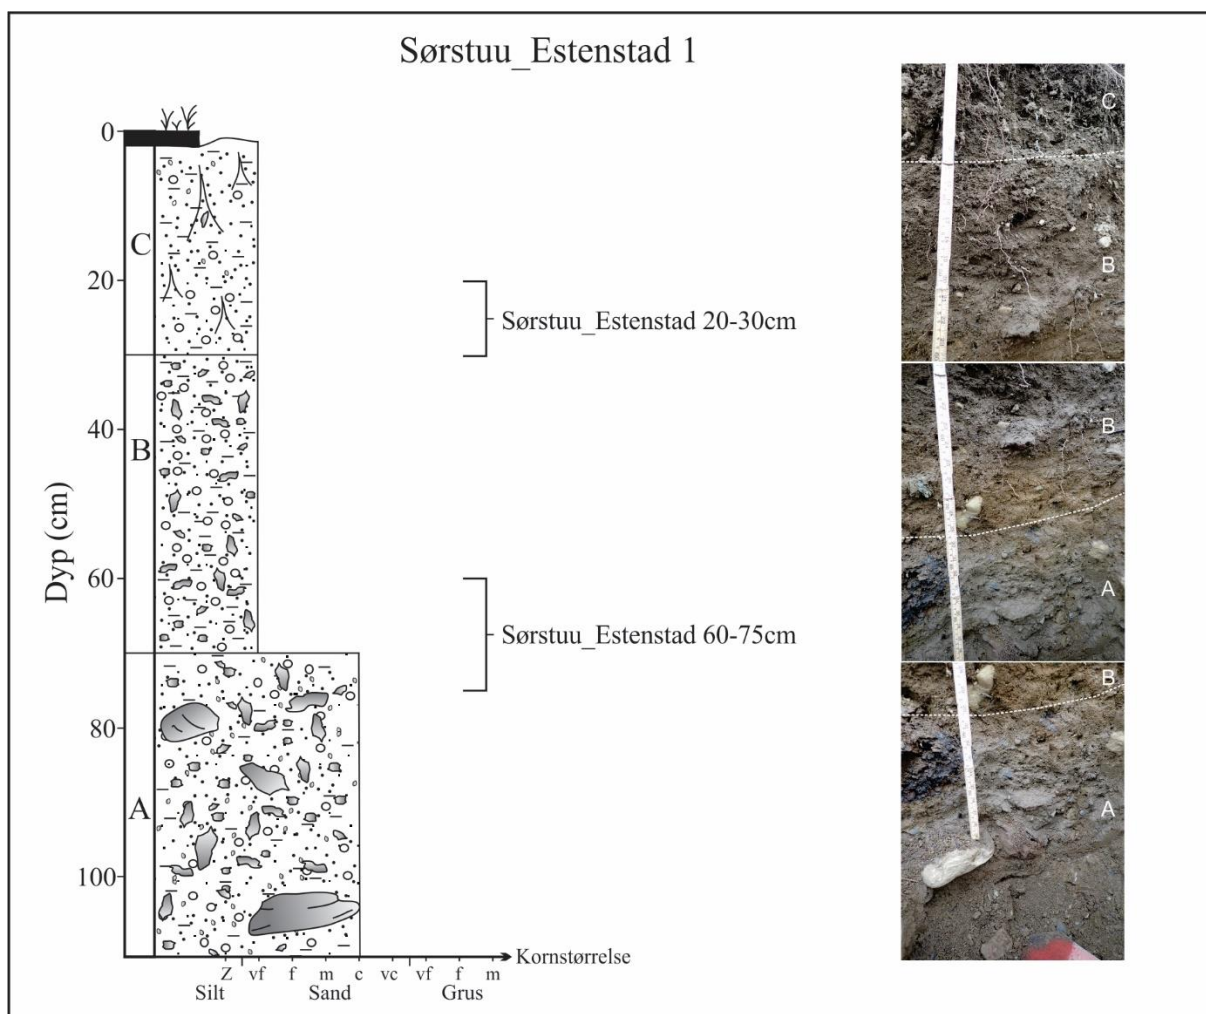 Sørstuu_Estenstad 1
0
20
40
60
80
100
Dyp (cm)
C
B
A
Sørstuu_Estenstad 20-30cm
Sørstuu_Estenstad 60-75cm
Z vf f m c vc vf f m
Silt Sand Grus
Kornstørrelse
C
B
B
A
B
A